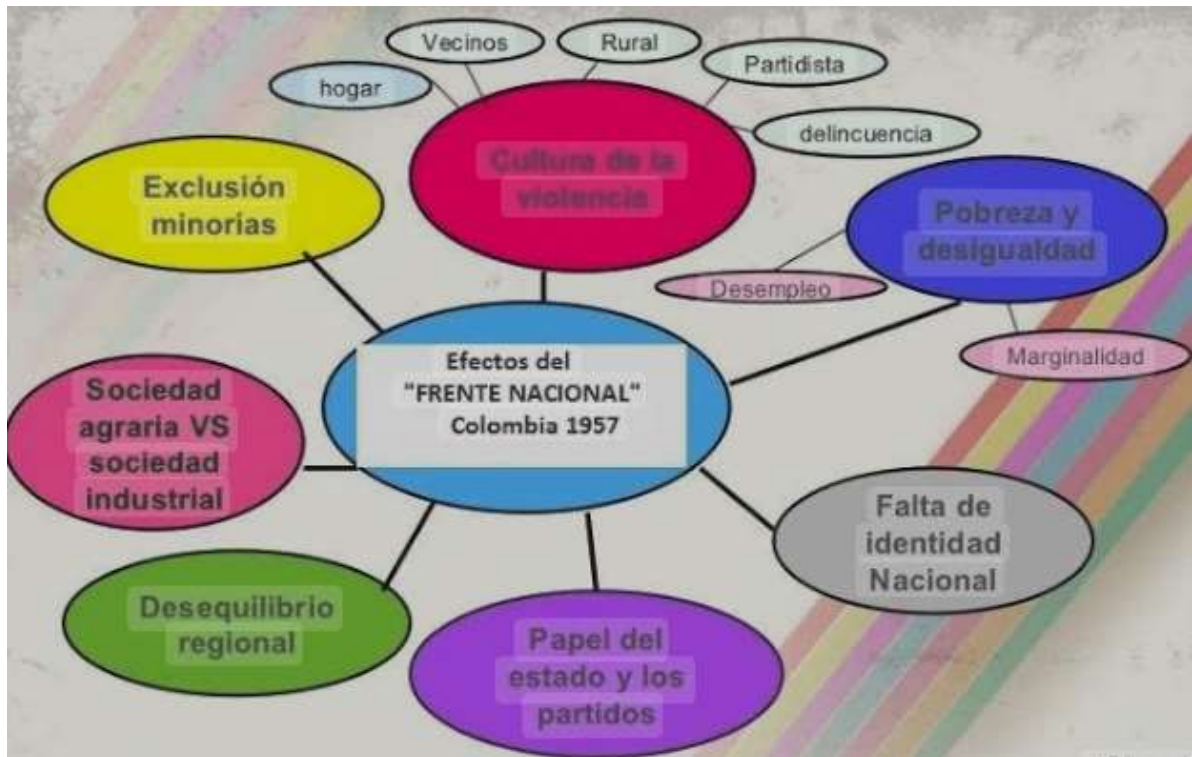 Vecinos
Rural
Partidista
hogar
delincuencia
Cultura de la
violencia
Exclusión
minorías
Pobreza y
desigualdad
Desempleo
Marginalidad
Efectos del
"FRENTE NACIONAL"
Colombia 1957
Sociedad
agraria VS
sociedad
industrial
Falta de
identidad
Nacional
Desequilibrio
regional
Papel del
estado y los
partidos